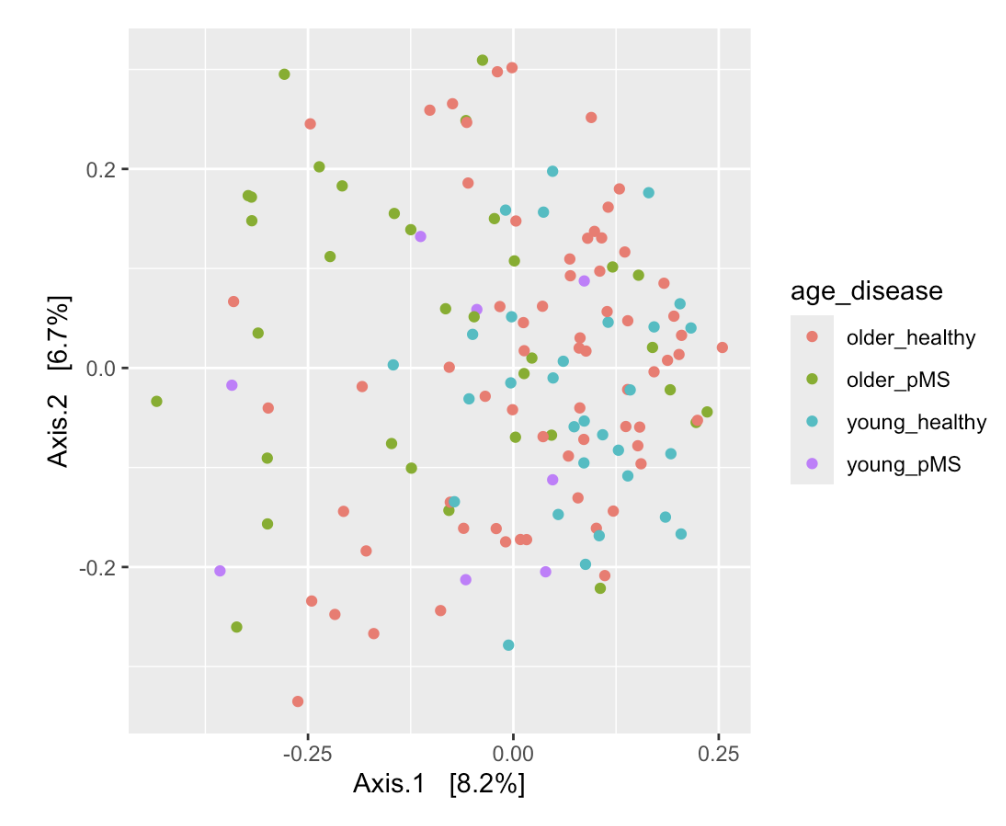 0.2
0.0
-0.2
Axis.2 [6.7%]
-0.25 0.00 0.25
Axis.1 [8.2%]
age_disease
older_healthy
older_pMS
young_healthy
young_pMS